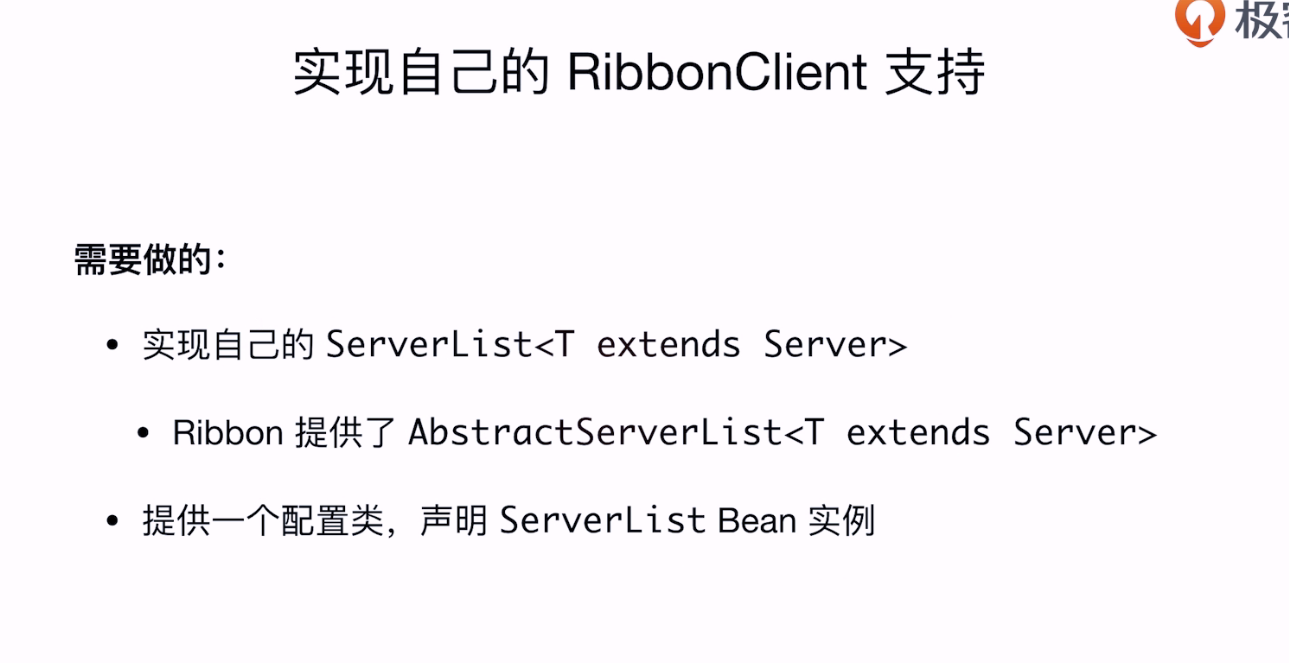 极客
实现自己的 RibbonClient 支持
需要做的：
• 实现自己的 ServerList<T extends Server>
• Ribbon 提供了 AbstractServerList<T extends Server>
• 提供一个配置类，声明 ServerList Bean 实例